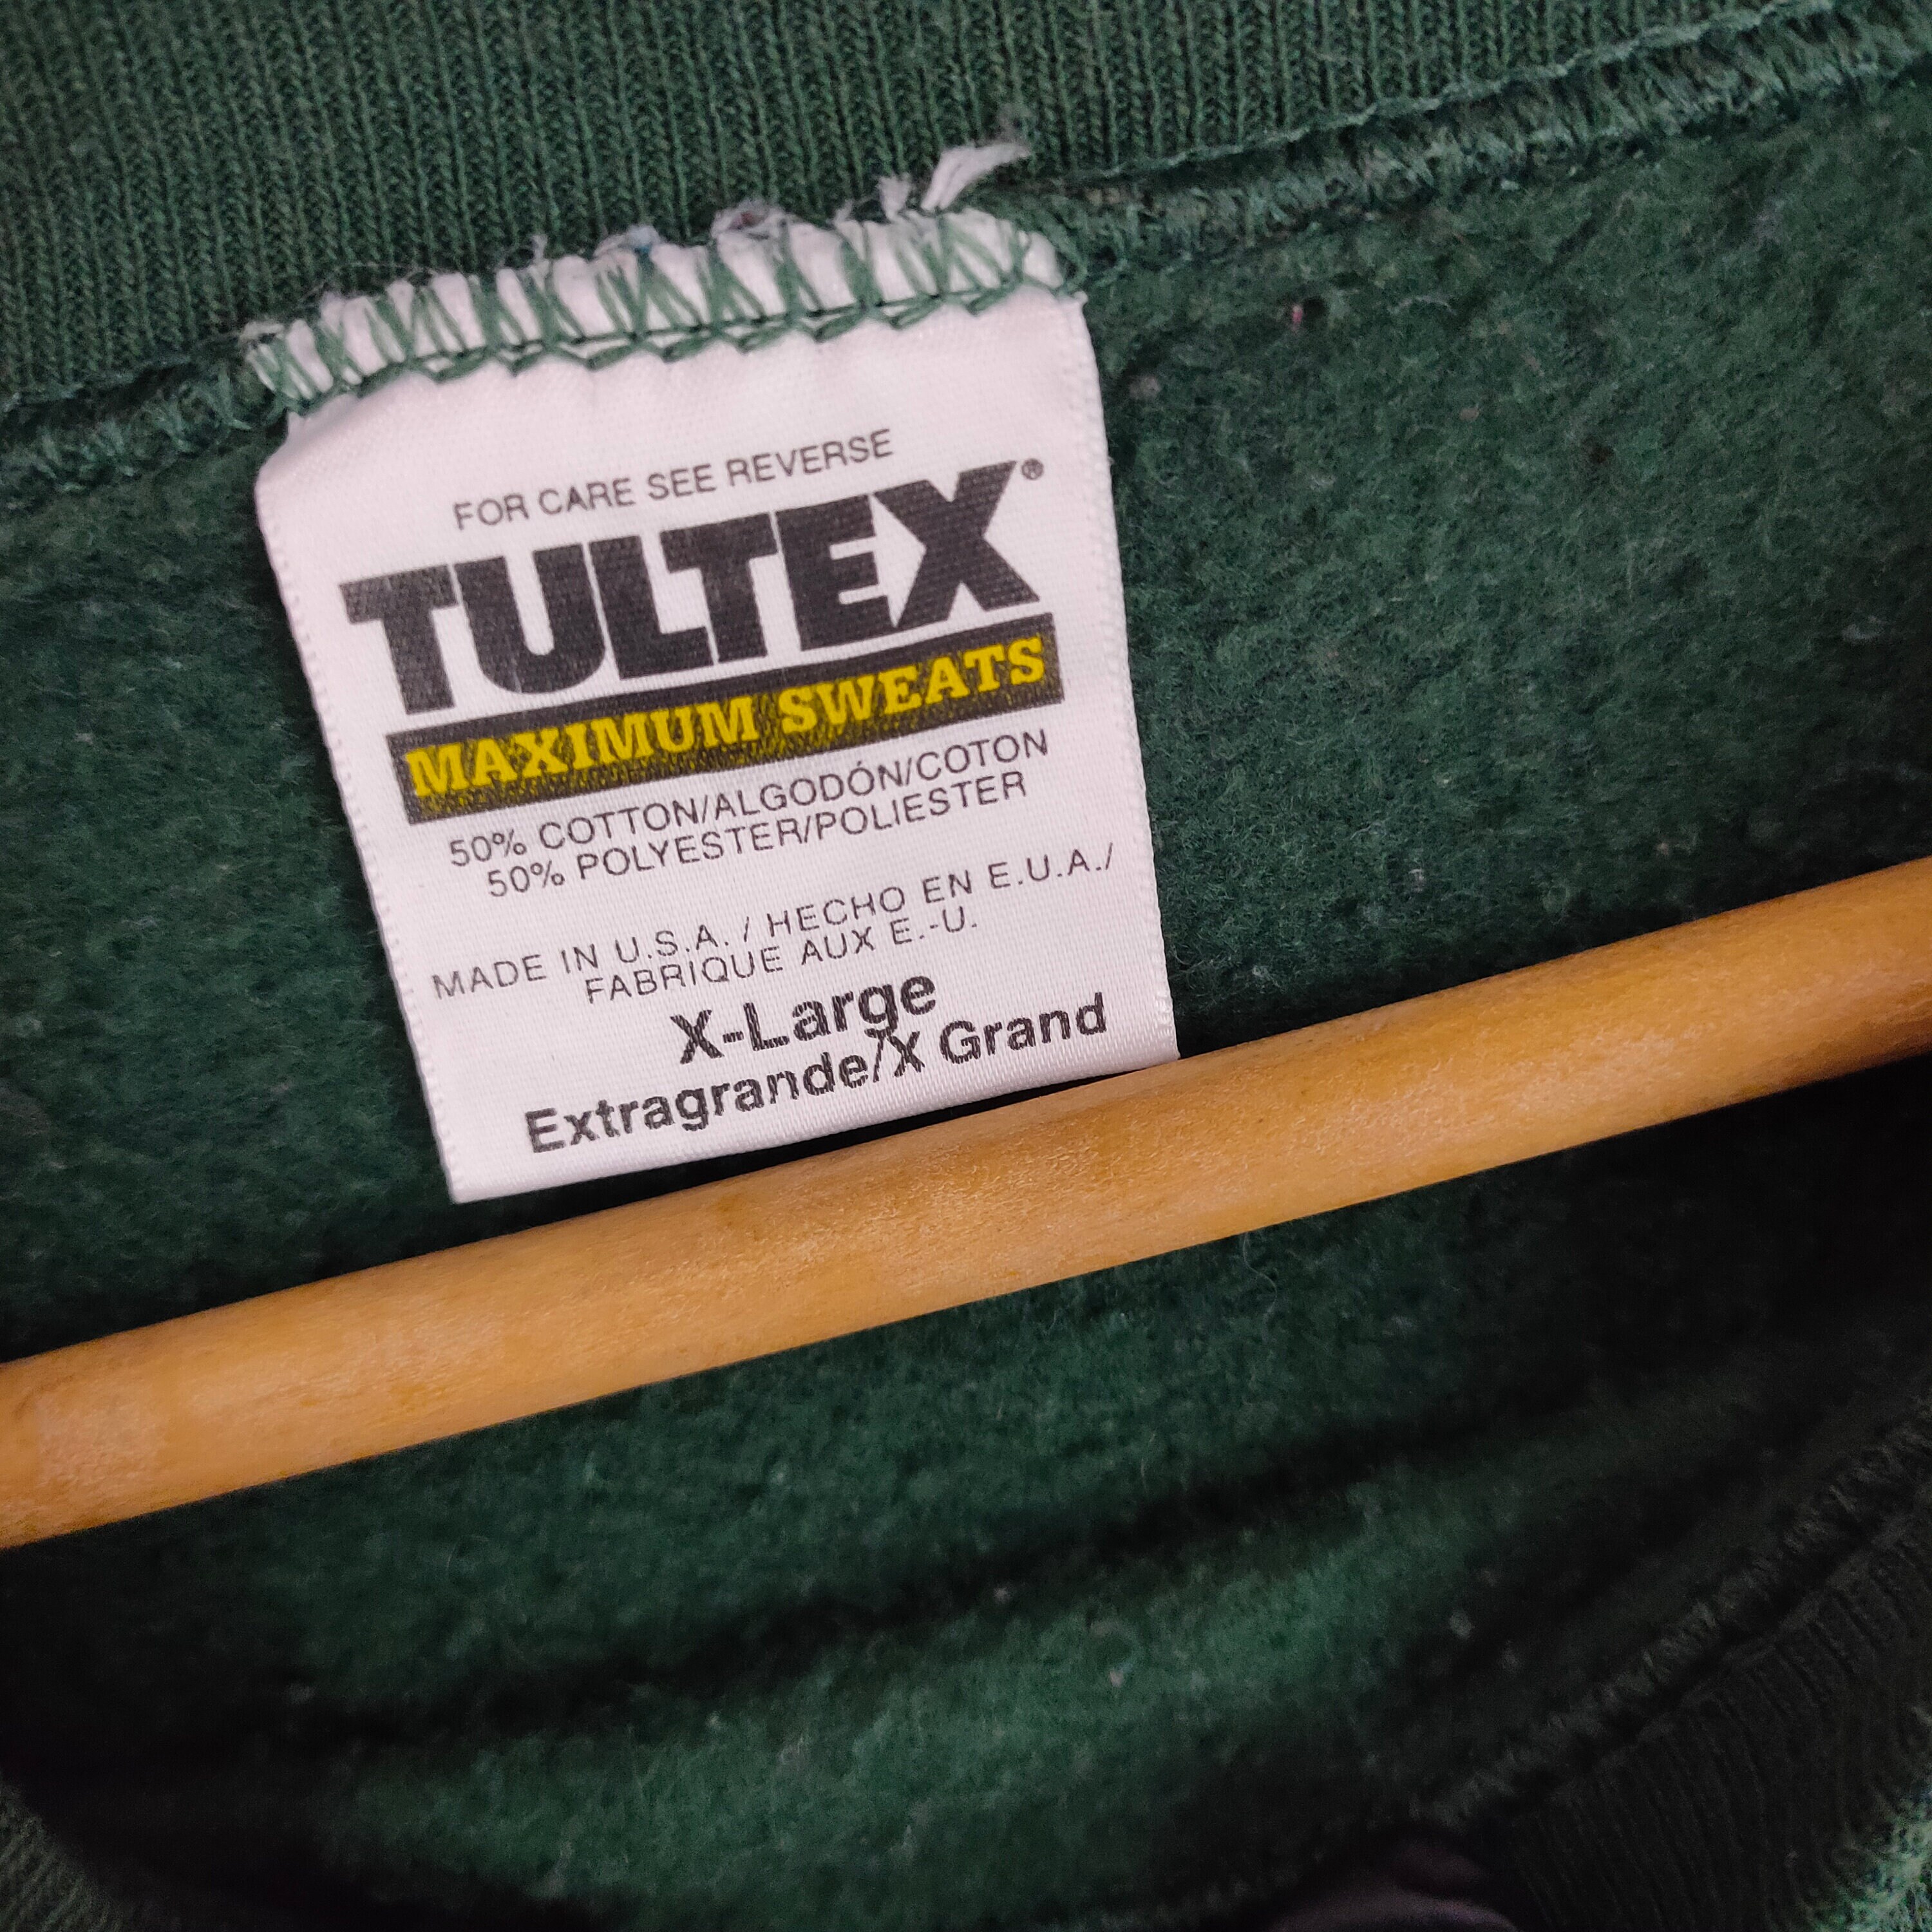 FOR CARE SEE REVERSE
TULTEX®
MAXIMUM SWEATS
50% COTTON/ALGODÓN/COTON
50% POLYESTER/POLIESTER
MADE IN U.S.A. / HECHO EN E.U.A./
FABRIQUE AUX E.-U.
X-Large
Extragrande/X Grand